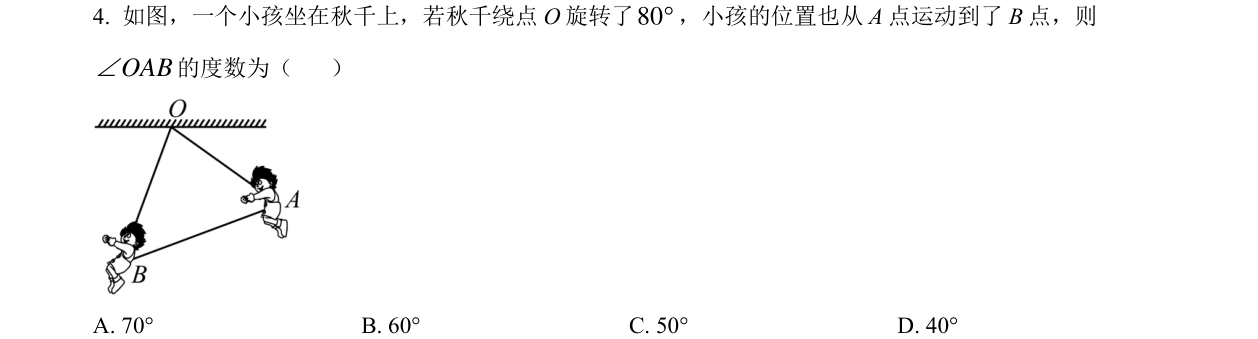 4. 如图，一个小孩坐在秋千上，若秋千绕点 O 旋转了80°，小孩的位置也从 A 点运动到了 B 点，则
∠OAB 的度数为（　　）
O
A
B
A. 70°　B. 60°　C. 50°　D. 40°